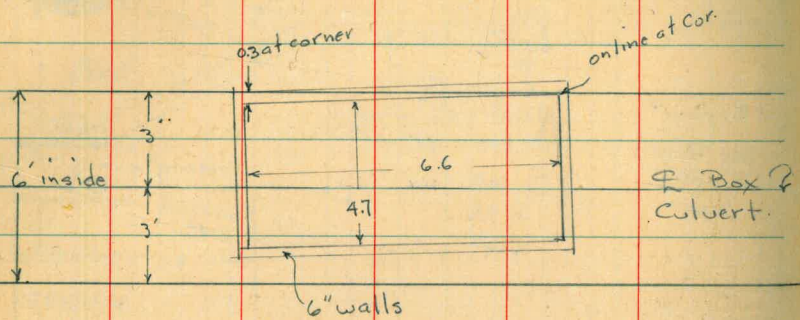 0.3 at corner
on line at Cor.
3"
6' inside
6.6
℄ Box ?
4.7
Culvert.
3'
6" walls